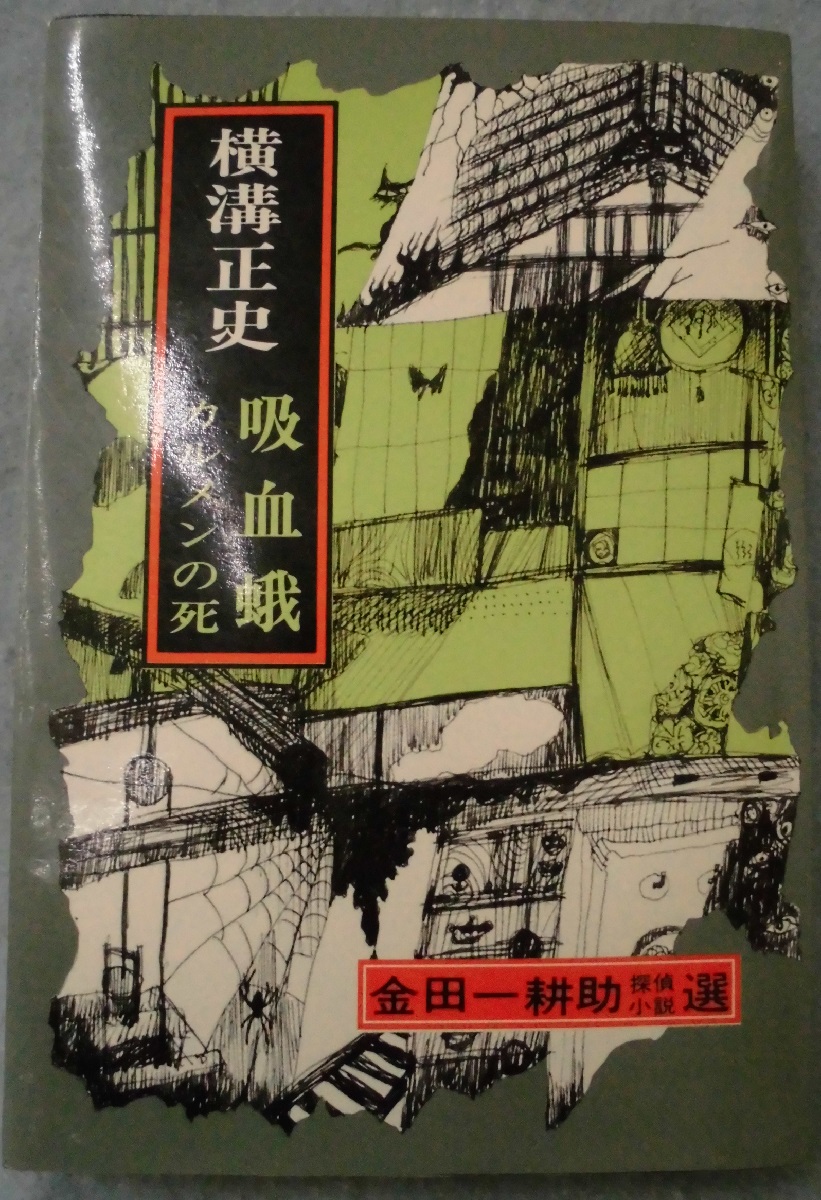 横溝正史
吸血蛾
カルメンの死
金田一耕助探偵小説選